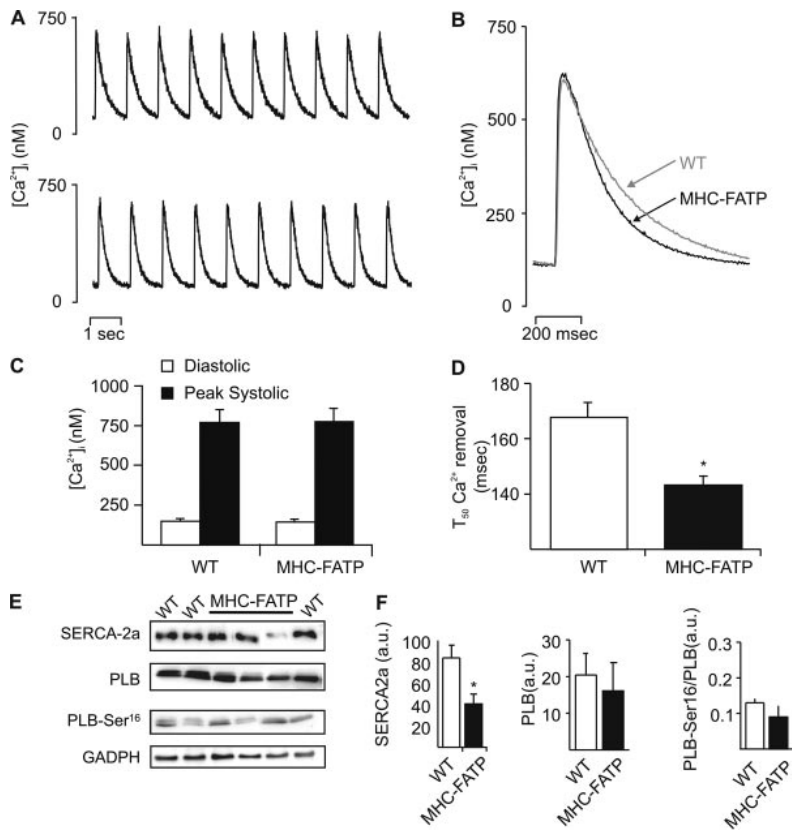 A
750
[Ca²⁺]ᵢ (nM)
0
750
0
1 sec
B
750
[Ca²⁺]ᵢ (nM)
500
250
0
WT
MHC-FATP
200 msec
C
Diastolic
Peak Systolic
1000
750
500
250
[Ca²⁺]ᵢ(nM)
WT
MHC-FATP
D
180
160
140
T₅₀ Ca²⁺ removal
(msec)
*
WT
MHC-FATP
E
WT WT MHC-FATP WT
SERCA-2a
PLB
PLB-Ser¹⁶
GADPH
F
SERCA2a (a.u.)
100
80
60
40
20
*
WT
MHC-FATP
PLB(a.u.)
30
20
10
0
WT
MHC-FATP
PLB-Ser16/PLB(a.u.)
0.3
0.2
0.1
WT
MHC-FATP